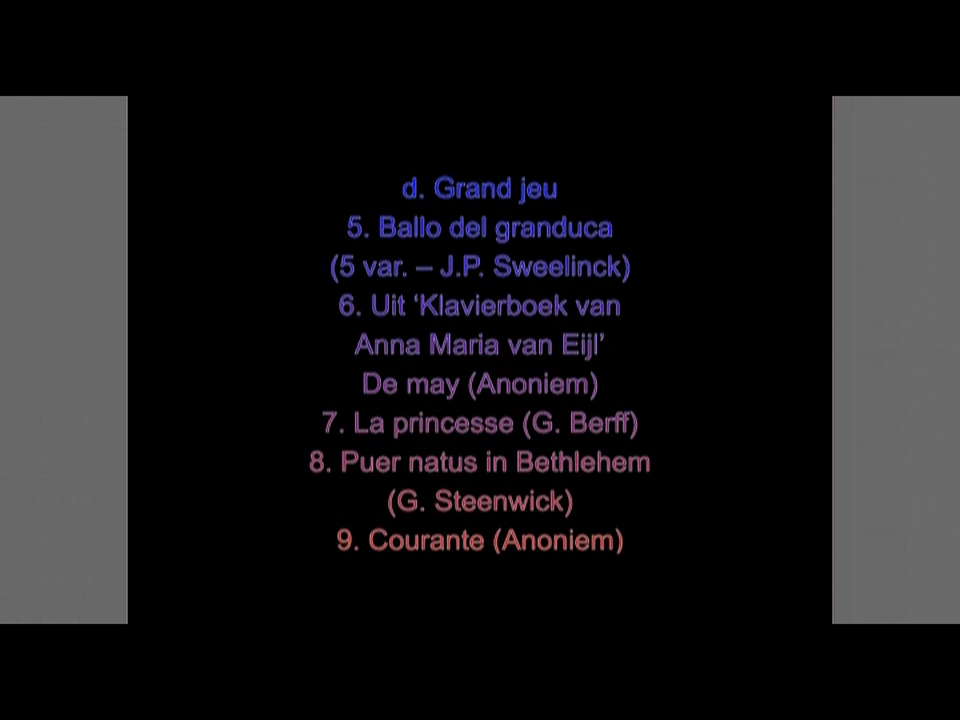 d. Grand jeu
5. Ballo del granduca
(5 var. – J.P. Sweelinck)
6. Uit ‘Klavierboek van
Anna Maria van Eijl’
De may (Anoniem)
7. La princesse (G. Berff)
8. Puer natus in Bethlehem
(G. Steenwick)
9. Courante (Anoniem)